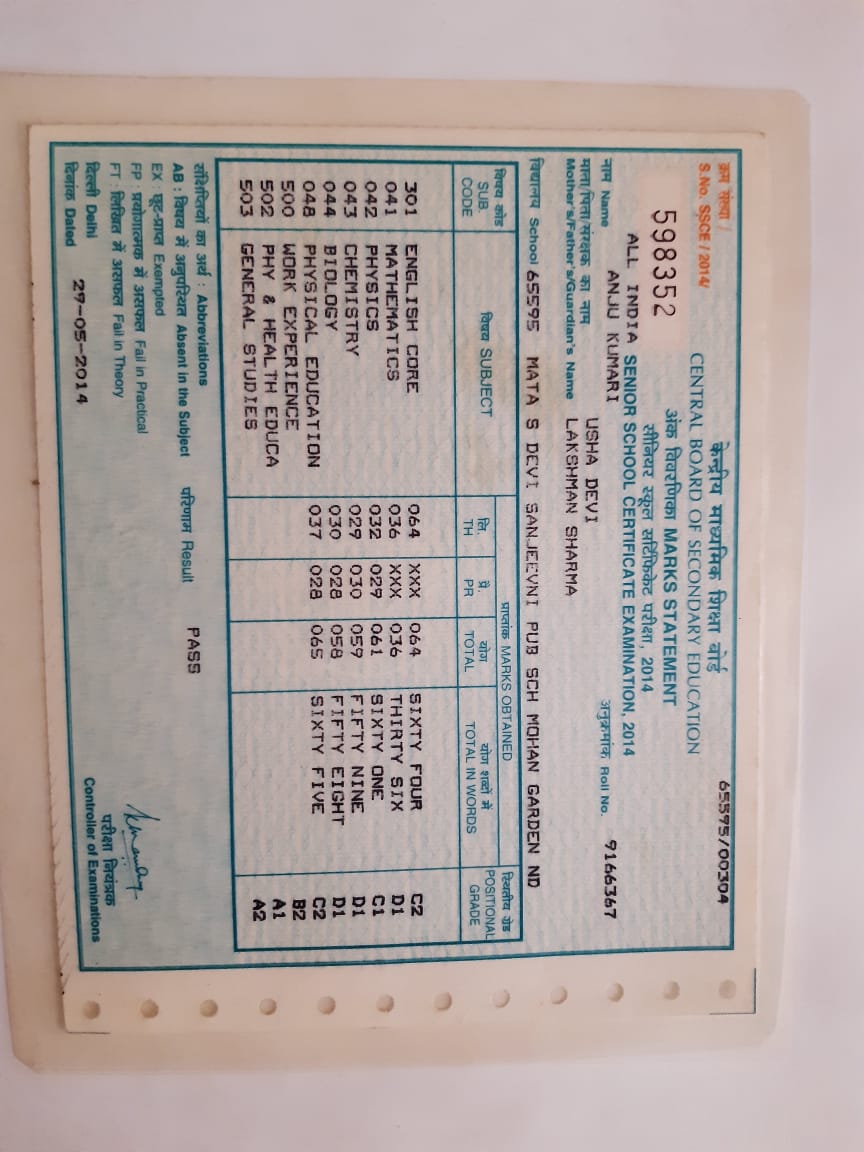 क्रम संख्या /
S.No. SSCE / 2014/
598352
65595/00304
केन्द्रीय माध्यमिक शिक्षा बोर्ड
CENTRAL BOARD OF SECONDARY EDUCATION
अंक विवरणिका MARKS STATEMENT
सीनियर स्कूल सर्टिफिकेट परीक्षा, 2014
ALL INDIA SENIOR SCHOOL CERTIFICATE EXAMINATION, 2014
नाम Name ANJU KUMARI अनुक्रमांक Roll No. 9166367
माता/पिता/संरक्षक का नाम USHA DEVI
Mother's/Father's/Guardian's Name LAKSHMAN SHARMA
विद्यालय School 65595 MATA S DEVI SANJEEVNI PUB SCH MOHAN GARDEN ND
विषय कोड SUB. CODE विषय SUBJECT प्राप्तांक MARKS OBTAINED स्थितीय ग्रेड POSITIONAL GRADE
लि. TH प्रै. PR योग TOTAL योग शब्दों में TOTAL IN WORDS
301 ENGLISH CORE 064 XXX 064 SIXTY FOUR C2
041 MATHEMATICS 036 XXX 036 THIRTY SIX D1
042 PHYSICS 032 029 061 SIXTY ONE C1
043 CHEMISTRY 029 030 059 FIFTY NINE D1
044 BIOLOGY 030 028 058 FIFTY EIGHT D1
048 PHYSICAL EDUCATION 037 028 065 SIXTY FIVE C2
500 WORK EXPERIENCE B2
502 PHY & HEALTH EDUCA A1
503 GENERAL STUDIES A2
संक्षिप्तियों का अर्थ : Abbreviations परिणाम Result PASS
AB : विषय में अनुपस्थित Absent in the Subject
EX : छूट-प्राप्त Exempted
FP : प्रयोगात्मक में असफल Fail in Practical
FT : लिखित में असफल Fail in Theory
दिल्ली Delhi
दिनांक Dated 29-05-2014
परीक्षा नियंत्रक
Controller of Examinations